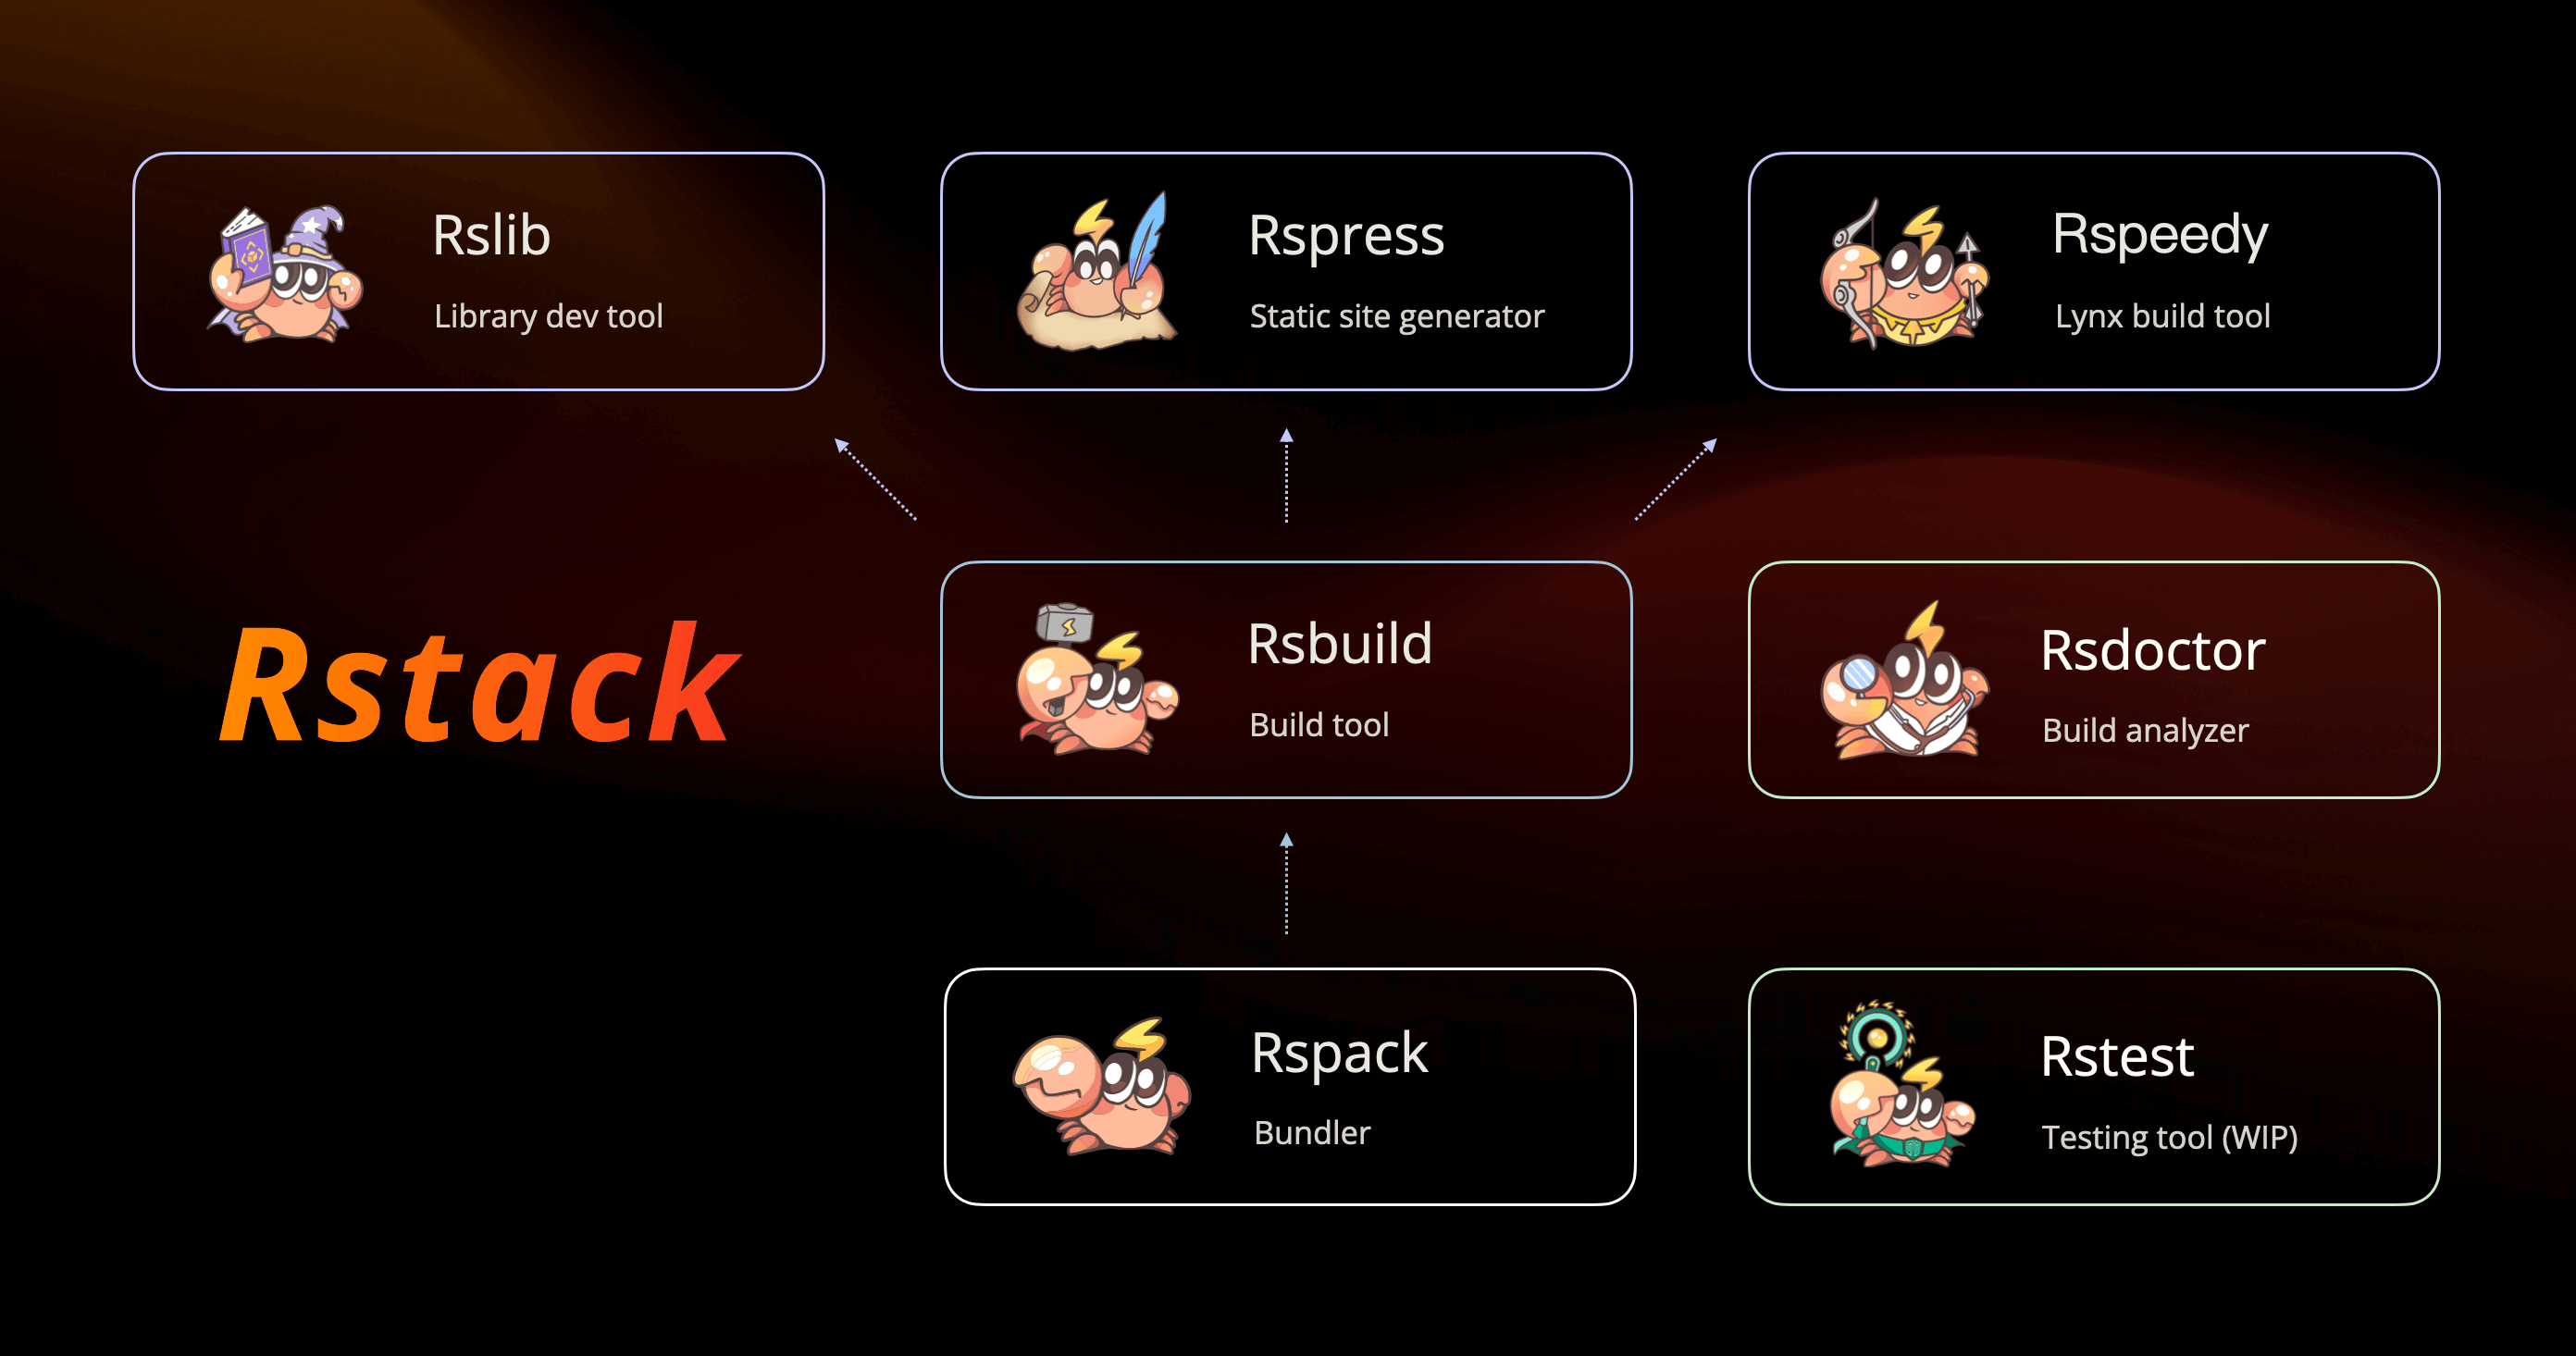 Rslib
Library dev tool
Rspress
Static site generator
Rspeedy
Lynx build tool
Rstack
Rsbuild
Build tool
Rsdoctor
Build analyzer
Rspack
Bundler
Rstest
Testing tool (WIP)